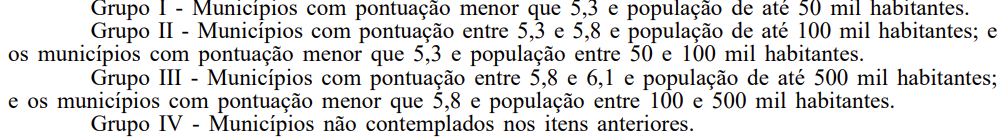 Grupo I - Municípios com pontuação menor que 5,3 e população de até 50 mil habitantes.
Grupo II - Municípios com pontuação entre 5,3 e 5,8 e população de até 100 mil habitantes; e
os municípios com pontuação menor que 5,3 e população entre 50 e 100 mil habitantes.
Grupo III - Municípios com pontuação entre 5,8 e 6,1 e população de até 500 mil habitantes;
e os municípios com pontuação menor que 5,8 e população entre 100 e 500 mil habitantes.
Grupo IV - Municípios não contemplados nos itens anteriores.